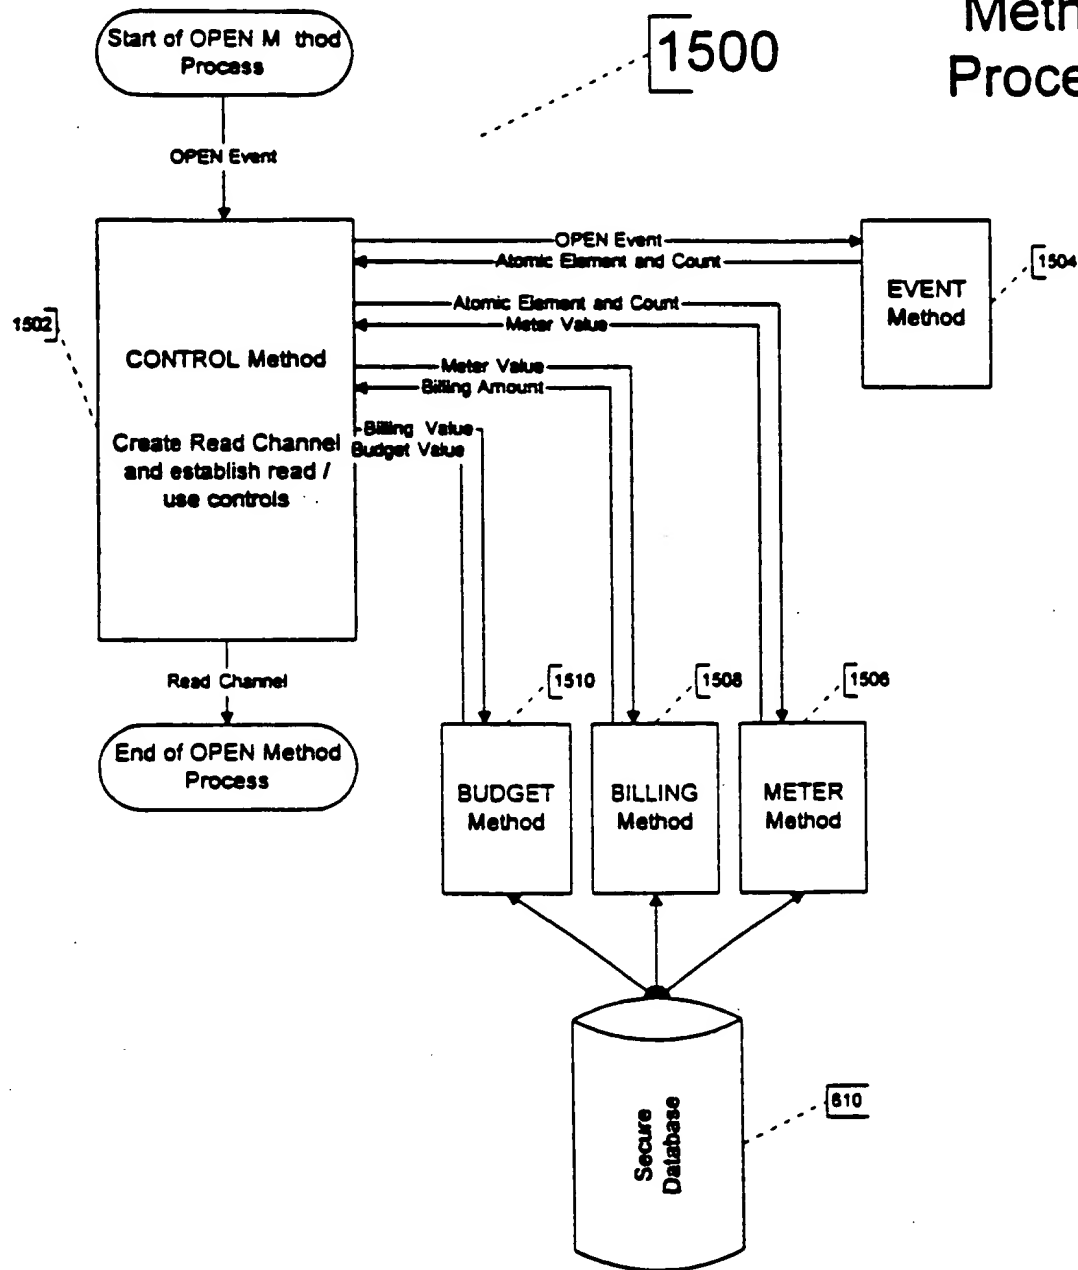 Meth
Proce
1500
Start of OPEN M thod
Process
OPEN Event
OPEN Event
Atomic Element and Count
1504
EVENT
Method
Atomic Element and Count
Meter Value
1502
CONTROL Method
Meter Value
Billing Amount
Billing Value
Budget Value
Create Read Channel
and establish read /
use controls
Read Channel
1510
1508
1506
End of OPEN Method
Process
BUDGET
Method
BILLING
Method
METER
Method
610
Secure
Database